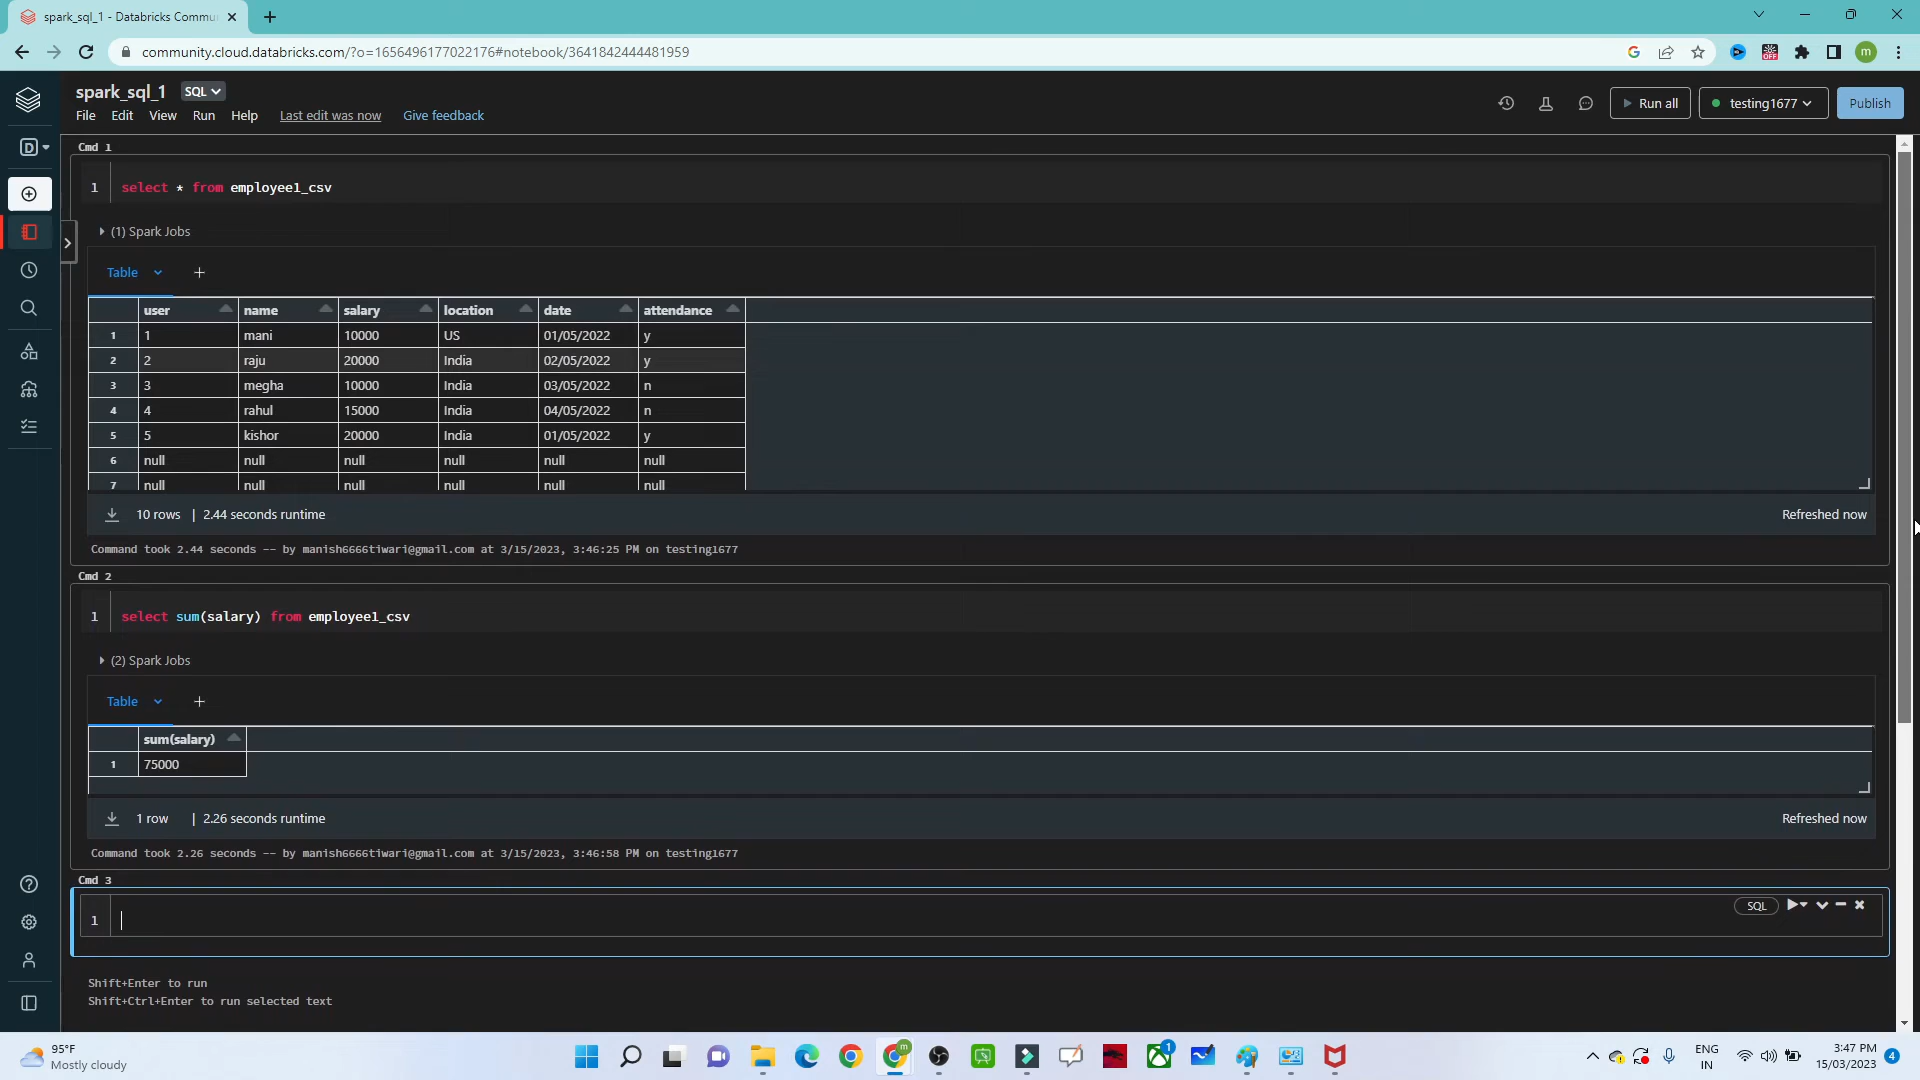 spark_sql_1 - Databricks Commu
community.cloud.databricks.com/?o=1656496177022176#notebook/3641842444481959
OFF
m
spark_sql_1 SQL
File Edit View Run Help Last edit was now Give feedback
Run all testing1677 Publish
D
Cmd 1
1 select * from employee1_csv
(1) Spark Jobs
Table +
user name salary location date attendance
1 1 mani 10000 US 01/05/2022 y
2 2 raju 20000 India 02/05/2022 y
3 3 megha 10000 India 03/05/2022 n
4 4 rahul 15000 India 04/05/2022 n
5 5 kishor 20000 India 01/05/2022 y
6 null null null null null null
7 null null null null null null
10 rows | 2.44 seconds runtime Refreshed now
Command took 2.44 seconds -- by manish6666tiwari@gmail.com at 3/15/2023, 3:46:25 PM on testing1677
Cmd 2
1 select sum(salary) from employee1_csv
(2) Spark Jobs
Table +
sum(salary)
1 75000
1 row | 2.26 seconds runtime Refreshed now
Command took 2.26 seconds -- by manish6666tiwari@gmail.com at 3/15/2023, 3:46:58 PM on testing1677
Cmd 3
1
SQL
Shift+Enter to run
Shift+Ctrl+Enter to run selected text
95°F
Mostly cloudy
m
1
ENG
IN
3:47 PM
15/03/2023
4